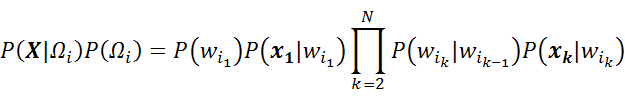 P(X|Ω_i)P(Ω_i) = P(w_{i_1})P(x_1|w_{i_1}) ∏_{k=2}^{N} P(w_{i_k}|w_{i_{k-1}})P(x_k|w_{i_k})